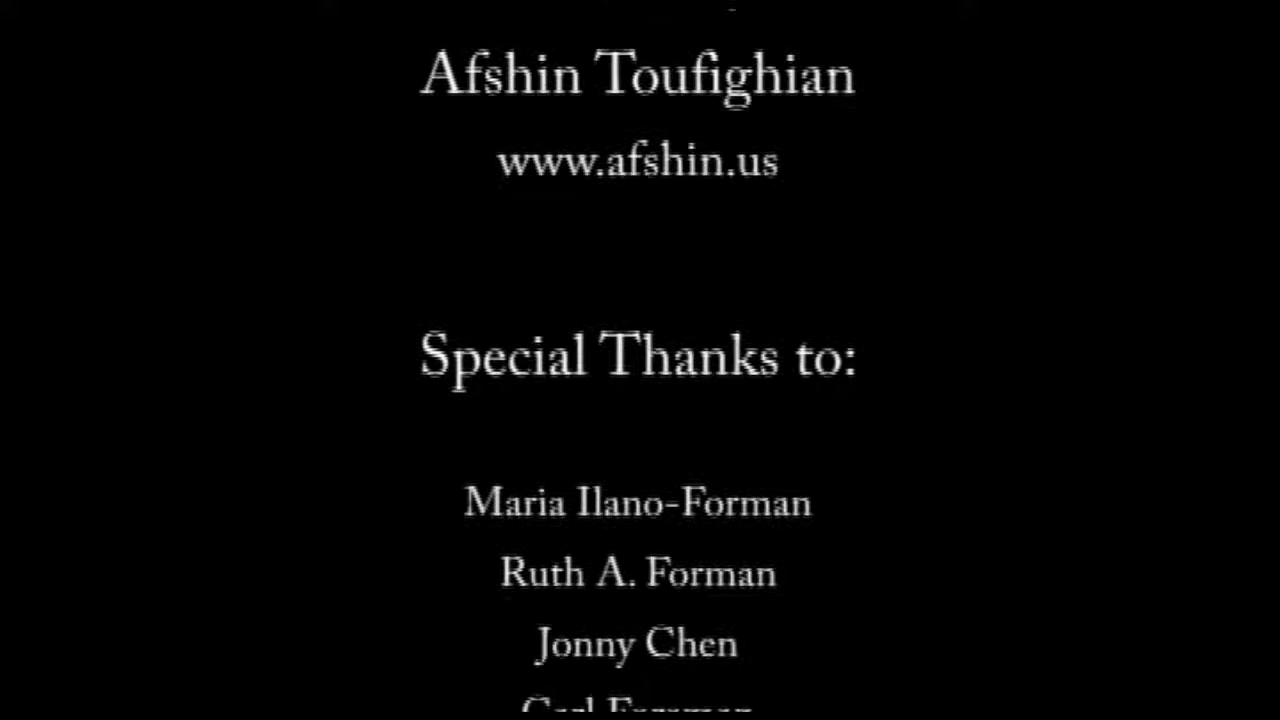 Afshin Toufighian
www.afshin.us
Special Thanks to:
Maria Ilano-Forman
Ruth A. Forman
Jonny Chen